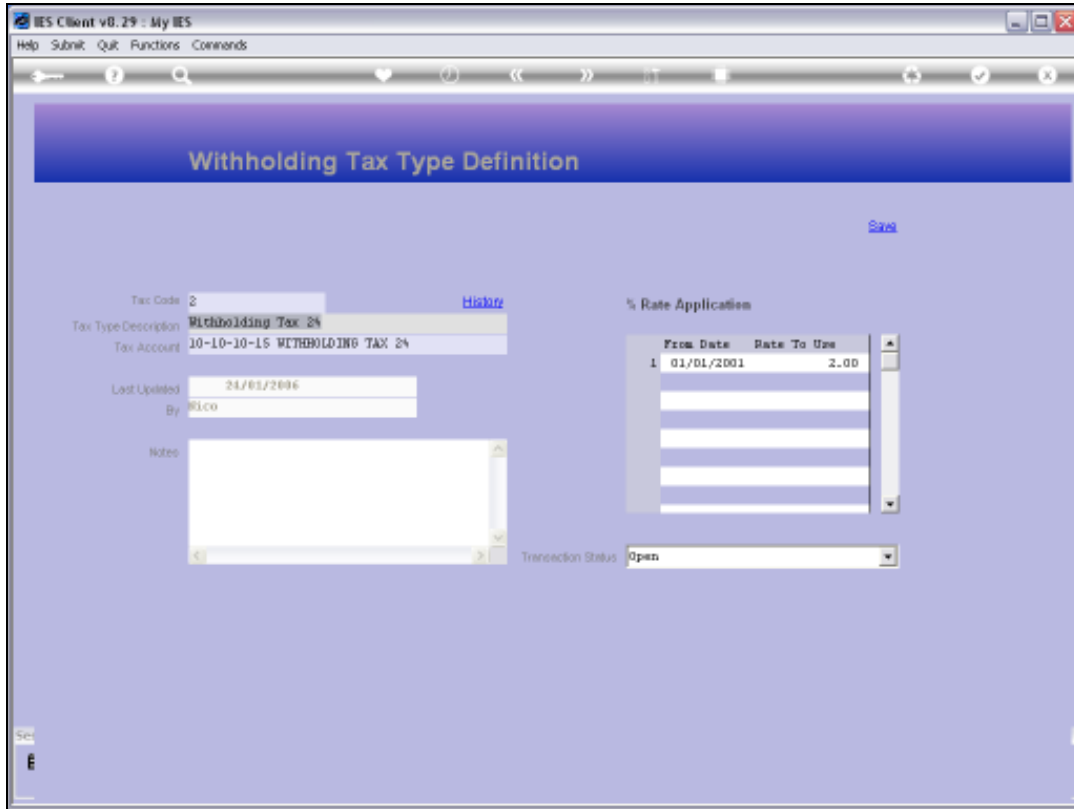 IES Client v8.29 : My IES
Help Submit Quit Functions Commands
Withholding Tax Type Definition
Save
Tax Code 2 History
% Rate Application
Tax Type Description Withholding Tax 2%
Tax Account 10-10-10-15 WITHHOLDING TAX 2%
From Date Rate To Use
1 01/01/2001 2.00
Last Updated 24/01/2006
By Nico
Notes
Transaction Status Open